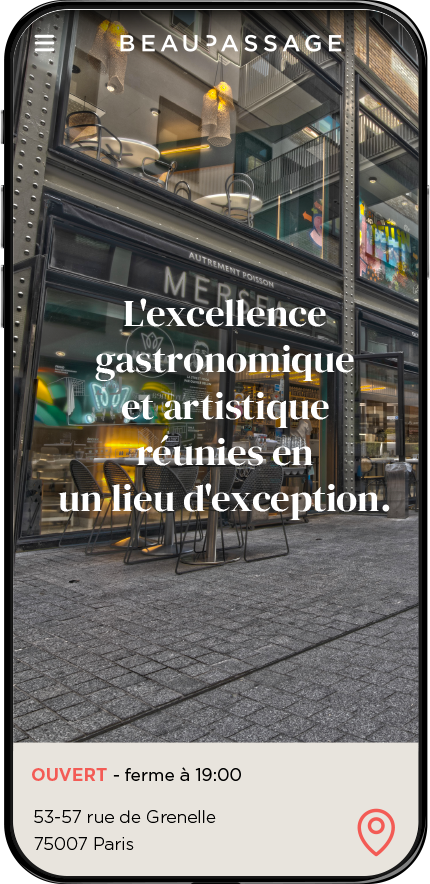 BEAUPASSAGE
AUTREMENT POISSON
L'excellence
gastronomique
et artistique
réunies en
un lieu d'exception.
OUVERT - ferme à 19:00
53-57 rue de Grenelle
75007 Paris